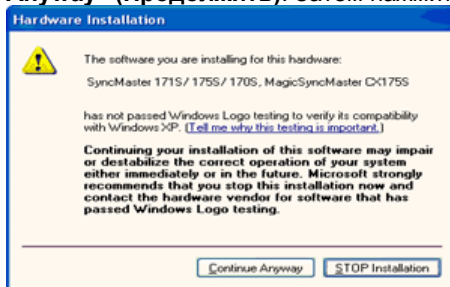 Anyway" (Продолжить). Затем нажмит
Hardware Installation
The software you are installing for this hardware:
SyncMaster 171S/ 175S/ 170S, MagicSyncMaster CX175S
has not passed Windows Logo testing to verify its compatibility
with Windows XP. (Tell me why this testing is important.)
Continuing your installation of this software may impair
or destabilize the correct operation of your system
either immediately or in the future. Microsoft strongly
recommends that you stop this installation now and
contact the hardware vendor for software that has
passed Windows Logo testing.
Continue Anyway
STOP Installation